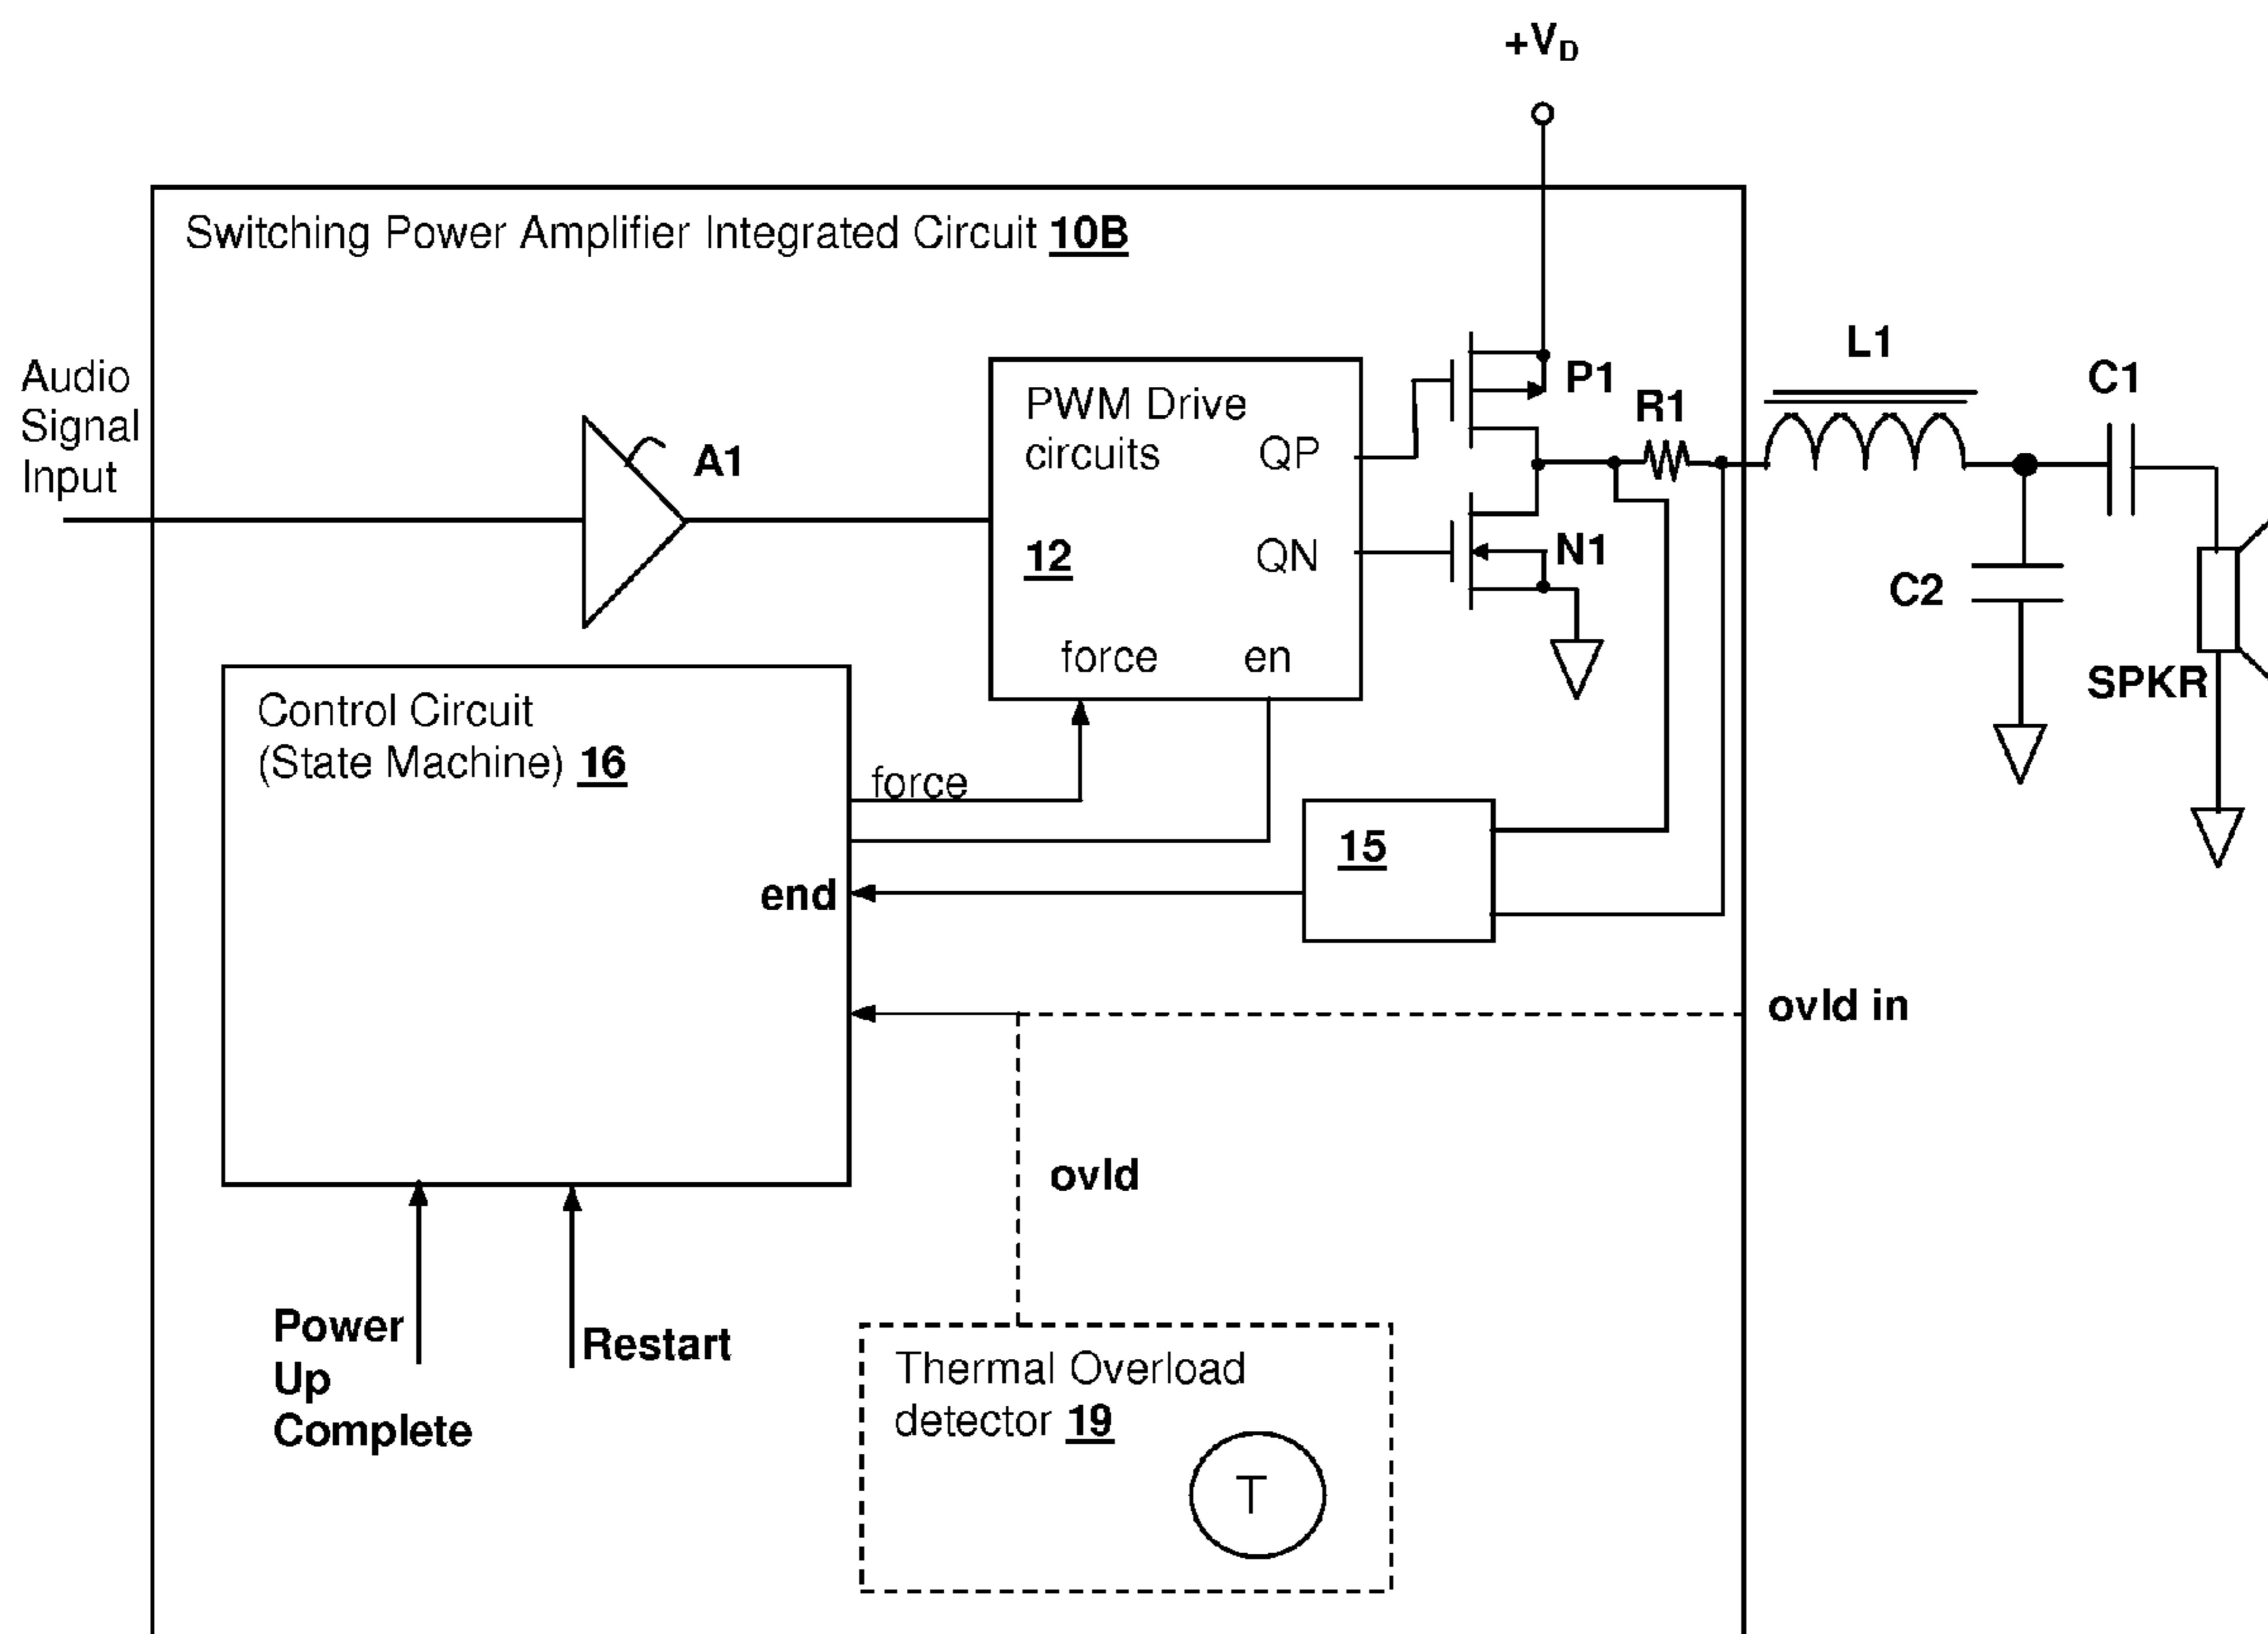 +VD
Switching Power Amplifier Integrated Circuit 10B
Audio
Signal
Input
A1
PWM Drive
circuits
QP
12
QN
force
en
P1
R1
N1
L1
C1
C2
SPKR
Control Circuit
(State Machine) 16
force
end
15
ovld in
ovld
Power
Up
Complete
Restart
Thermal Overload
detector 19
T